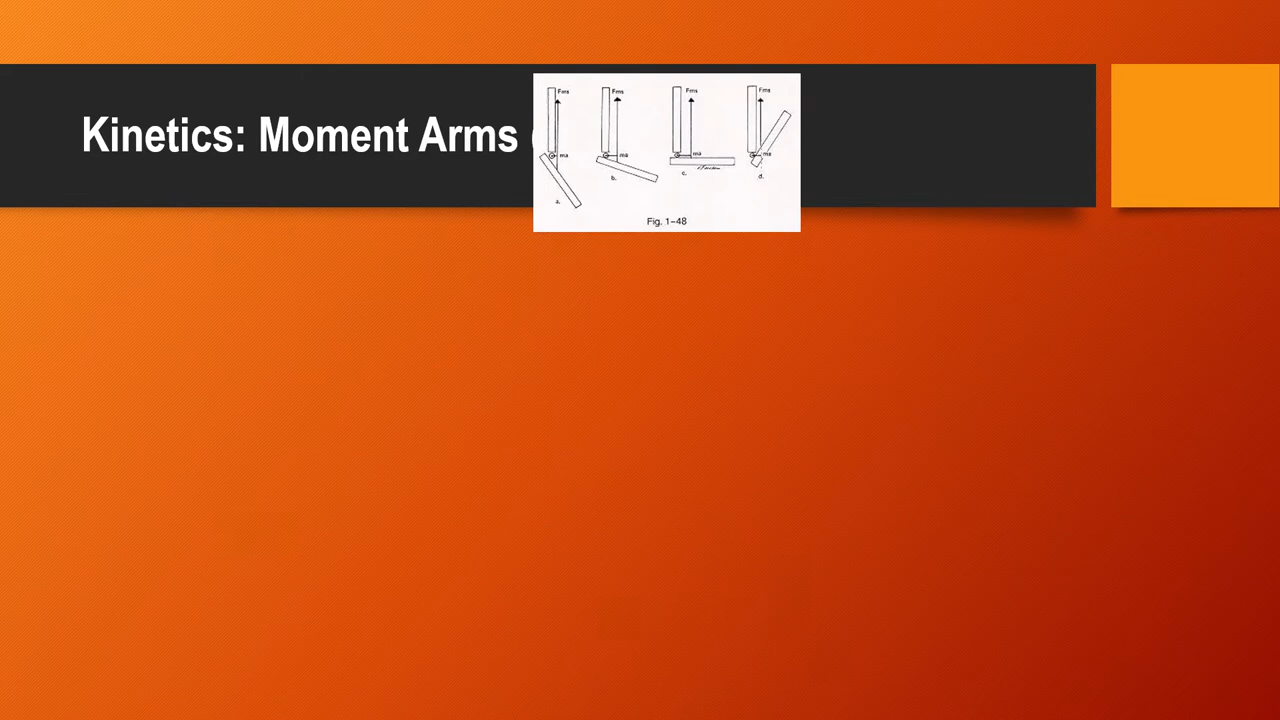 Kinetics: Moment Arms
Fms Fms Fms Fms
ma ma ma ma
a. b. c. d.
Fig. 1–48